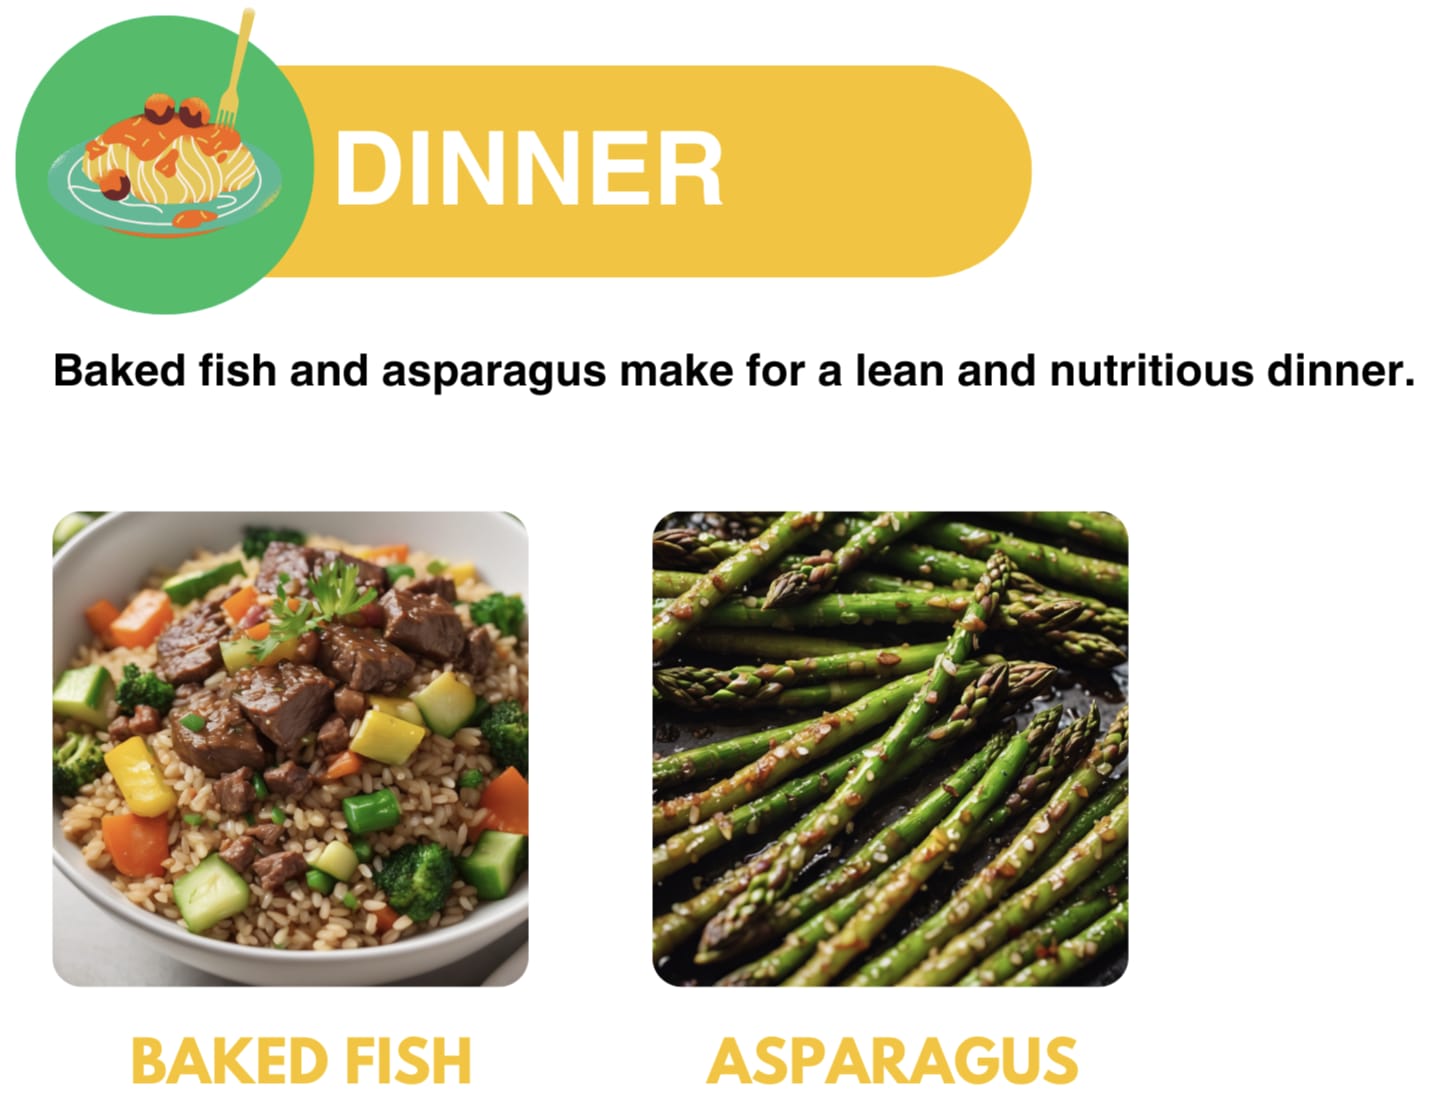 DINNER
Baked fish and asparagus make for a lean and nutritious dinner.
BAKED FISH
ASPARAGUS